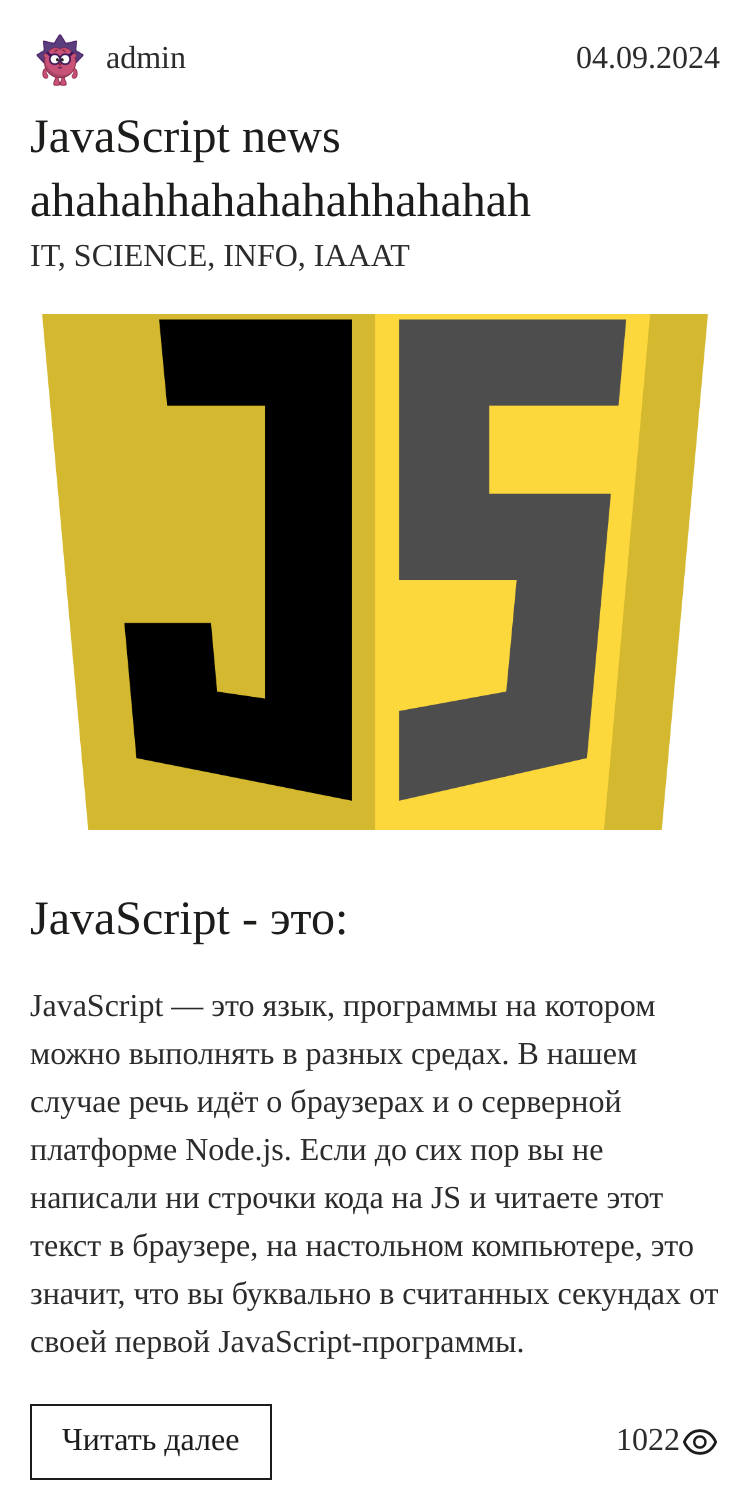 admin 04.09.2024
JavaScript news
ahahahhahahahahhahahah
IT, SCIENCE, INFO, IAAAT
JS
JavaScript - это:
JavaScript — это язык, программы на котором
можно выполнять в разных средах. В нашем
случае речь идёт о браузерах и о серверной
платформе Node.js. Если до сих пор вы не
написали ни строчки кода на JS и читаете этот
текст в браузере, на настольном компьютере, это
значит, что вы буквально в считанных секундах от
своей первой JavaScript-программы.
Читать далее 1022